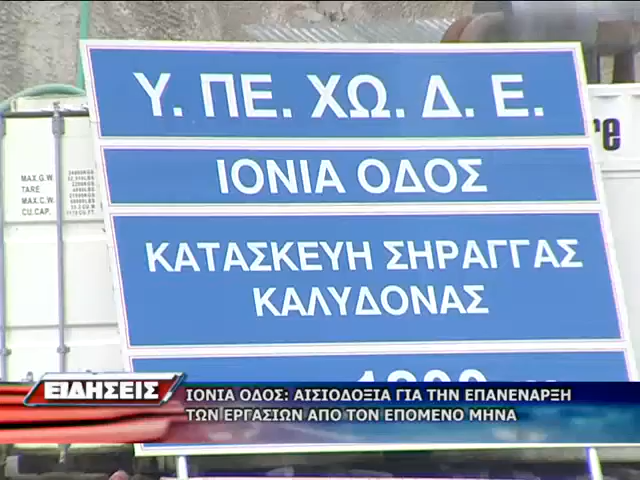 Υ. ΠΕ. ΧΩ. Δ. Ε.
ΙΟΝΙΑ ΟΔΟΣ
ΚΑΤΑΣΚΕΥΗ ΣΗΡΑΓΓΑΣ
ΚΑΛΥΔΟΝΑΣ
MAX.G.W.
TARE
MAX.C.W.
CU.CAP.
ΕΙΔΗΣΕΙΣ
ΙΟΝΙΑ ΟΔΟΣ: ΑΙΣΙΟΔΟΞΙΑ ΓΙΑ ΤΗΝ ΕΠΑΝΕΝΑΡΞΗ
ΤΩΝ ΕΡΓΑΣΙΩΝ ΑΠΟ ΤΟΝ ΕΠΟΜΕΝΟ ΜΗΝΑ